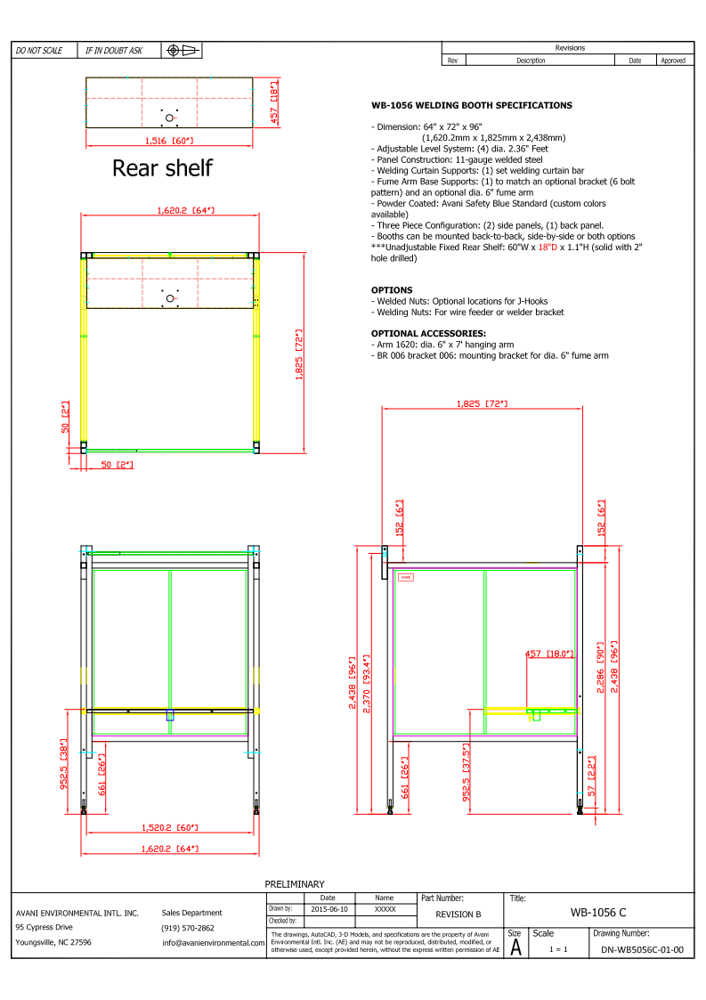 DO NOT SCALE
IF IN DOUBT ASK
Revisions
Rev
Description
Date
Approved
457 [18"]
1,516 [60"]
Rear shelf
WB-1056 WELDING BOOTH SPECIFICATIONS
- Dimension: 64" x 72" x 96"
(1,620.2mm x 1,825mm x 2,438mm)
- Adjustable Level System: (4) dia. 2.36" Feet
- Panel Construction: 11-gauge welded steel
- Welding Curtain Supports: (1) set welding curtain bar
- Fume Arm Base Supports: (1) to match an optional bracket (6 bolt
pattern) and an optional dia. 6" fume arm
- Powder Coated: Avani Safety Blue Standard (custom colors
available)
- Three Piece Configuration: (2) side panels, (1) back panel.
- Booths can be mounted back-to-back, side-by-side or both options
***Unadjustable Fixed Rear Shelf: 60"W x 18"D x 1.1"H (solid with 2"
hole drilled)
OPTIONS
- Welded Nuts: Optional locations for J-Hooks
- Welding Nuts: For wire feeder or welder bracket
OPTIONAL ACCESSORIES:
- Arm 1620: dia. 6" x 7' hanging arm
- BR 006 bracket 006: mounting bracket for dia. 6" fume arm
1,620.2 [64"]
1,825 [72"]
50 [2"]
50 [2"]
1,825 [72"]
152 [6"]
152 [6"]
457 [18.0"]
2,438 [96"]
2,370 [93.4"]
2,286 [90"]
2,438 [96"]
952.5 [38"]
661 [26"]
661 [26"]
952.5 [37.5"]
57 [2.2"]
1,520.2 [60"]
1,620.2 [64"]
PRELIMINARY
AVANI ENVIRONMENTAL INTL. INC.
95 Cypress Drive
Youngsville, NC 27596
Sales Department
(919) 570-2862
info@avanienvironmental.com
Date
Name
Drawn by:
2015-06-10
XXXXX
Checked by:
Part Number:
REVISION B
Title:
WB-1056 C
The drawings, AutoCAD, 3-D Models, and specifications are the property of Avani
Environmental Intl. Inc. (AE) and may not be reproduced, distributed, modified, or
otherwise used, except provided herein, without the express written permission of AE
Size
A
Scale
1 = 1
Drawing Number:
DN-WB5056C-01-00